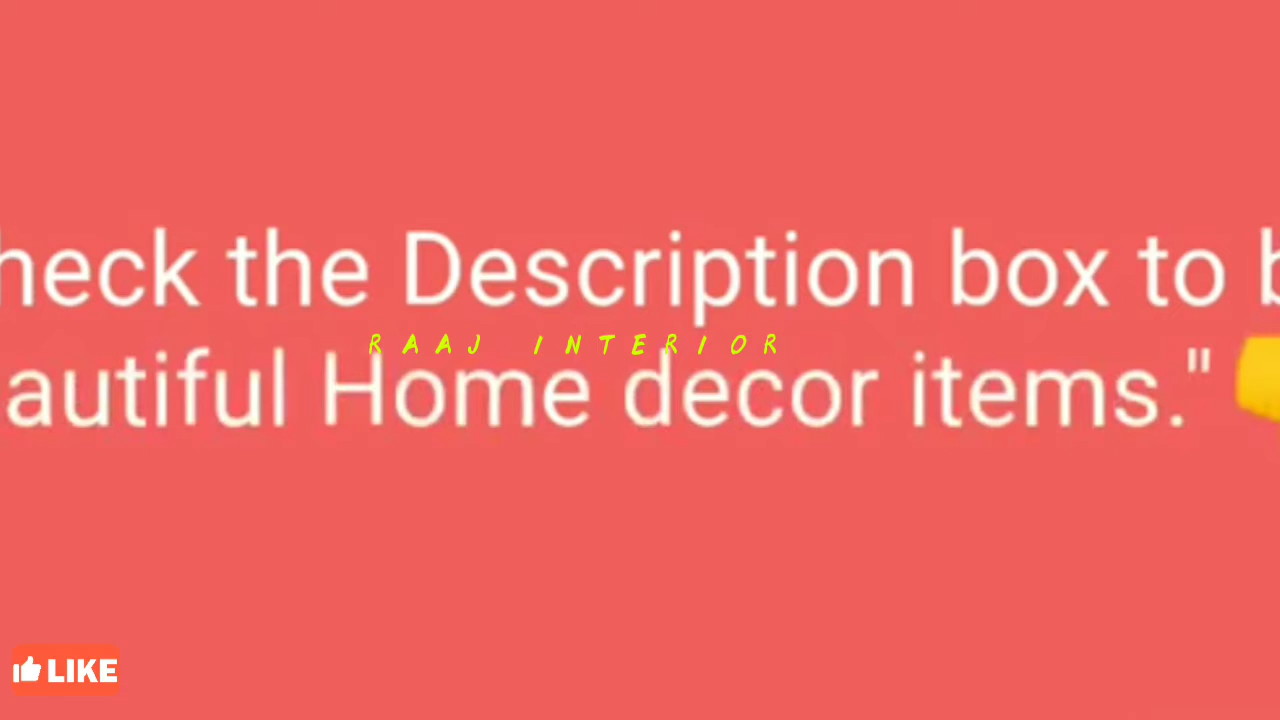 heck the Description box to b
RAAJ INTERIOR
autiful Home decor items."
LIKE